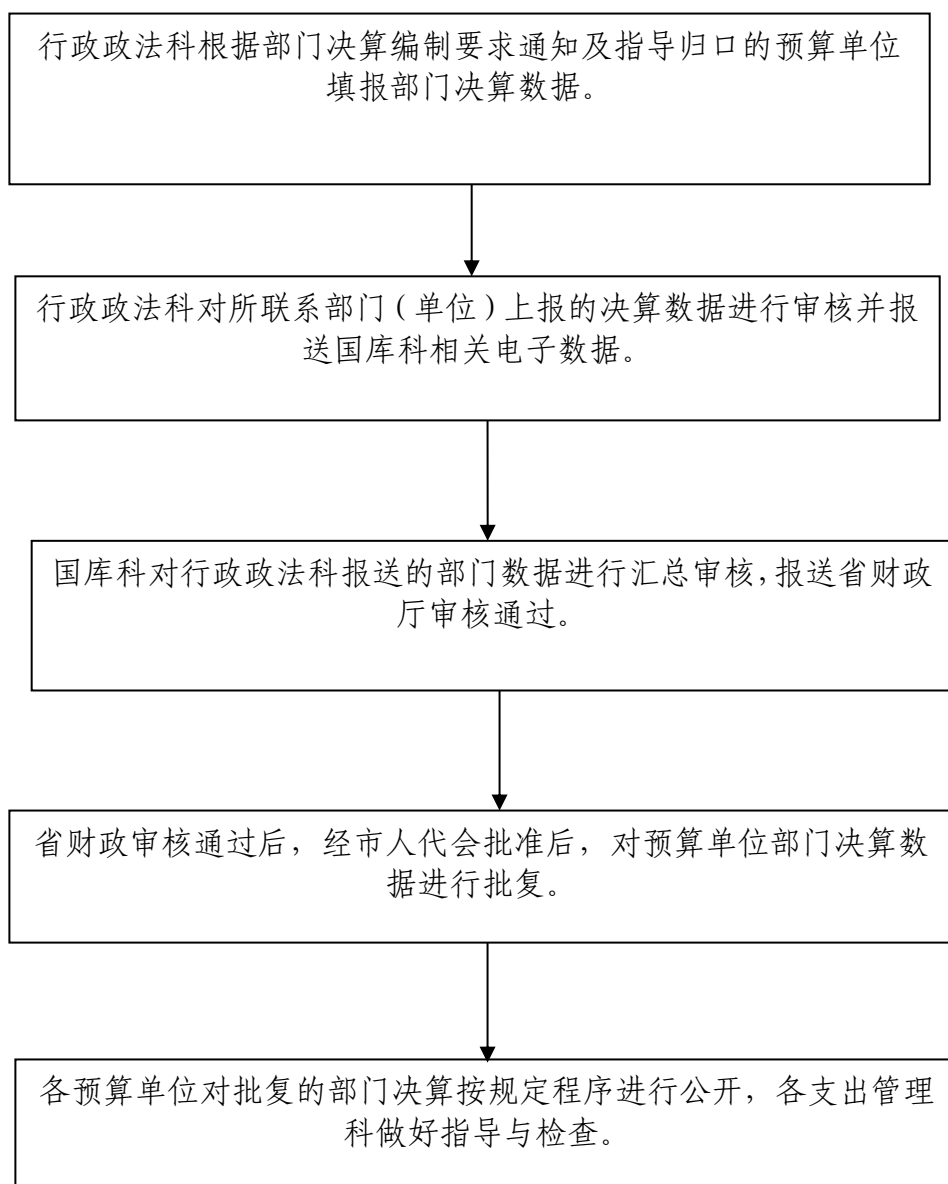 行政政法科根据部门决算编制要求通知及指导归口的预算单位
填报部门决算数据。
行政政法科对所联系部门（单位）上报的决算数据进行审核并报
送国库科相关电子数据。
国库科对行政政法科报送的部门数据进行汇总审核，报送省财政
厅审核通过。
省财政审核通过后，经市人代会批准后，对预算单位部门决算数
据进行批复。
各预算单位对批复的部门决算按规定程序进行公开，各支出管理
科做好指导与检查。